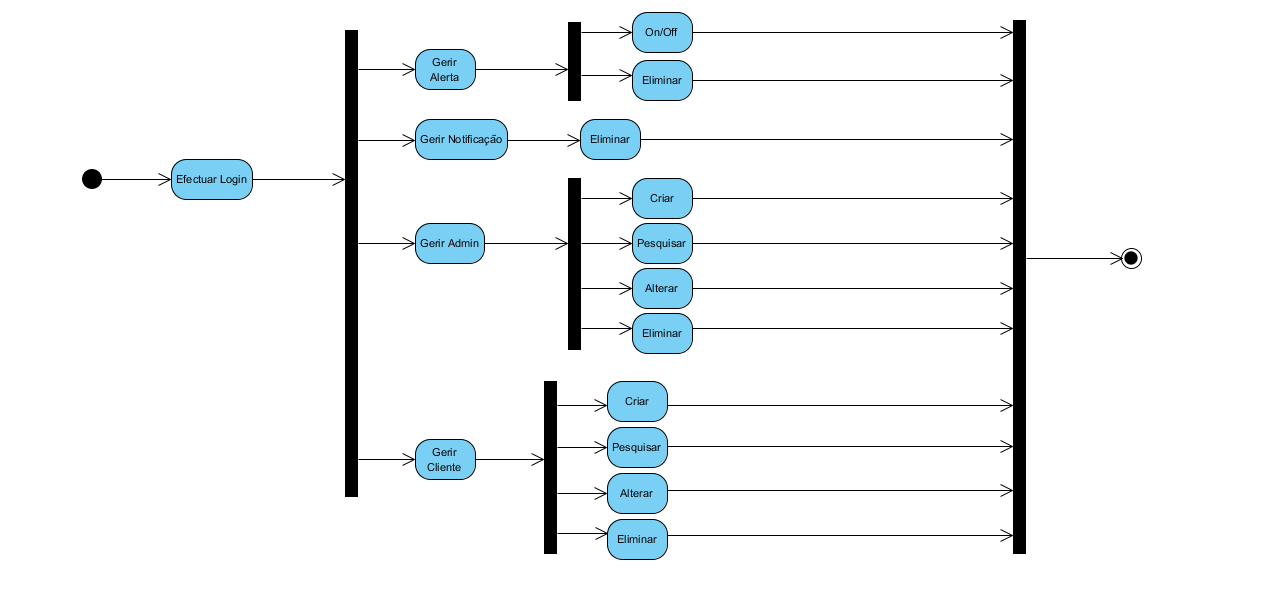 On/Off
Gerir
Alerta
Eliminar
Gerir Notificação
Eliminar
Efectuar Login
Criar
Gerir Admin
Pesquisar
Alterar
Eliminar
Criar
Pesquisar
Gerir
Cliente
Alterar
Eliminar